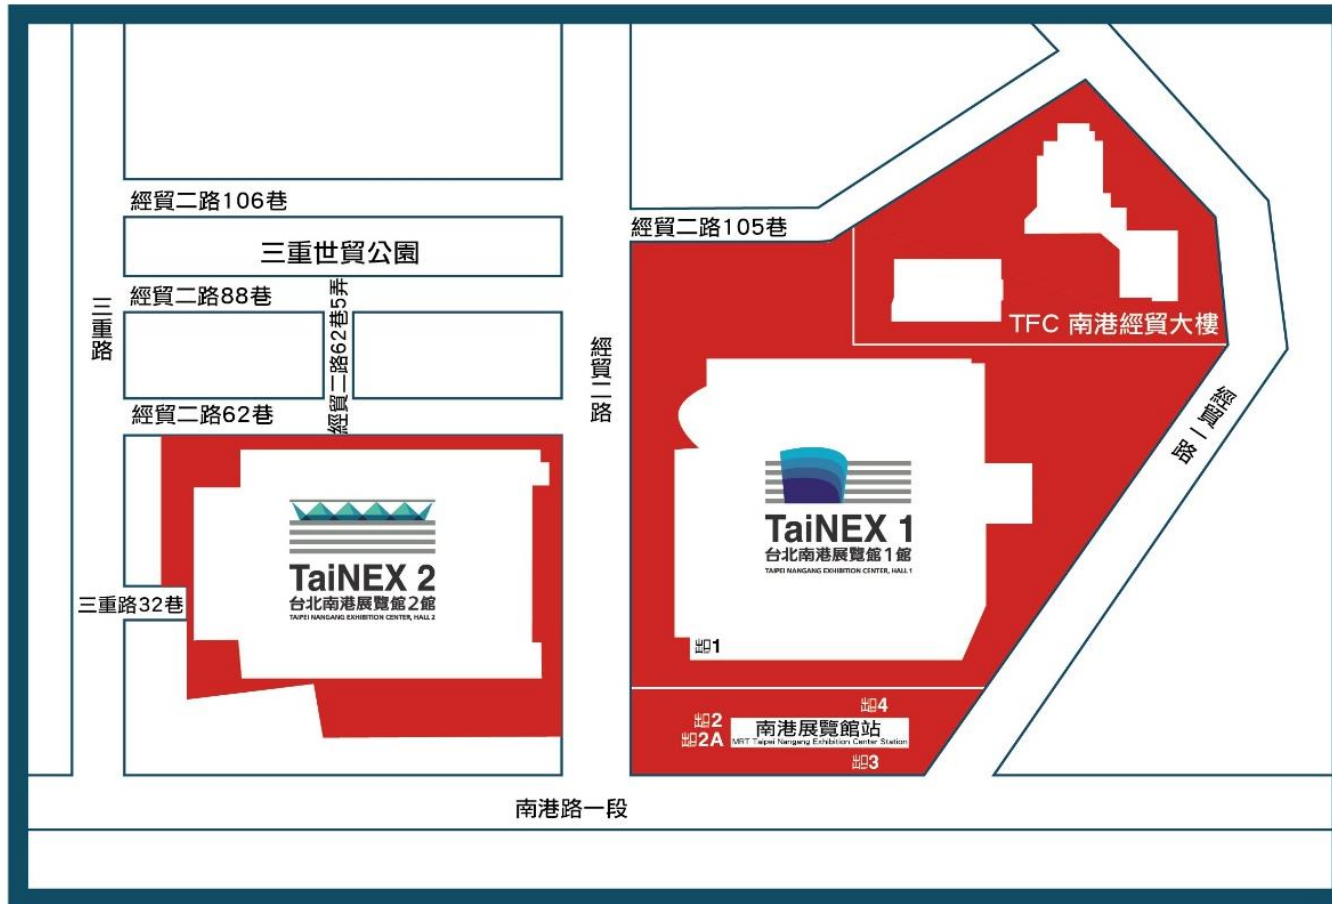 經貿二路106巷
三重世貿公園
經貿二路105巷
經貿二路88巷
經貿二路62巷5弄
三重路
經貿二路
TFC 南港經貿大樓
經貿二路62巷
經貿一路
TaiNEX 1
台北南港展覽館1館
TAIPEI NANGANG EXHIBITION CENTER, HALL 1
TaiNEX 2
台北南港展覽館2館
TAIPEI NANGANG EXHIBITION CENTER, HALL 2
三重路32巷
出口1
出口4
出口2
出口2A
南港展覽館站
MRT Taipei Nangang Exhibition Center Station
出口3
南港路一段